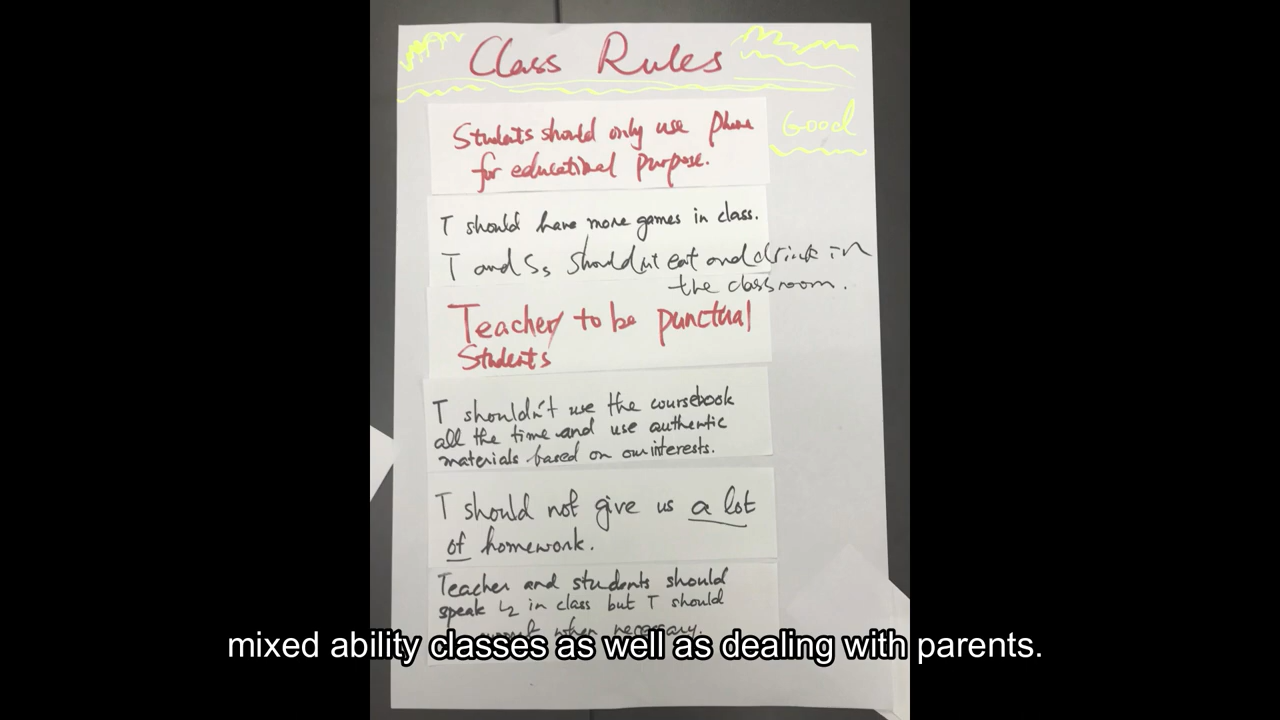 Class Rules
Good
Students should only use phone
for educational purpose.
T should have more games in class.
T and Ss shouldn't eat and drink in
the classroom.
Teacher/ to be punctual
Students
T shouldn't use the coursebook
all the time and use authentic
materials based on our interests.
T should not give us a lot
of homework.
Teacher and students should
speak L2 in class but T should
when necessary.
mixed ability classes as well as dealing with parents.